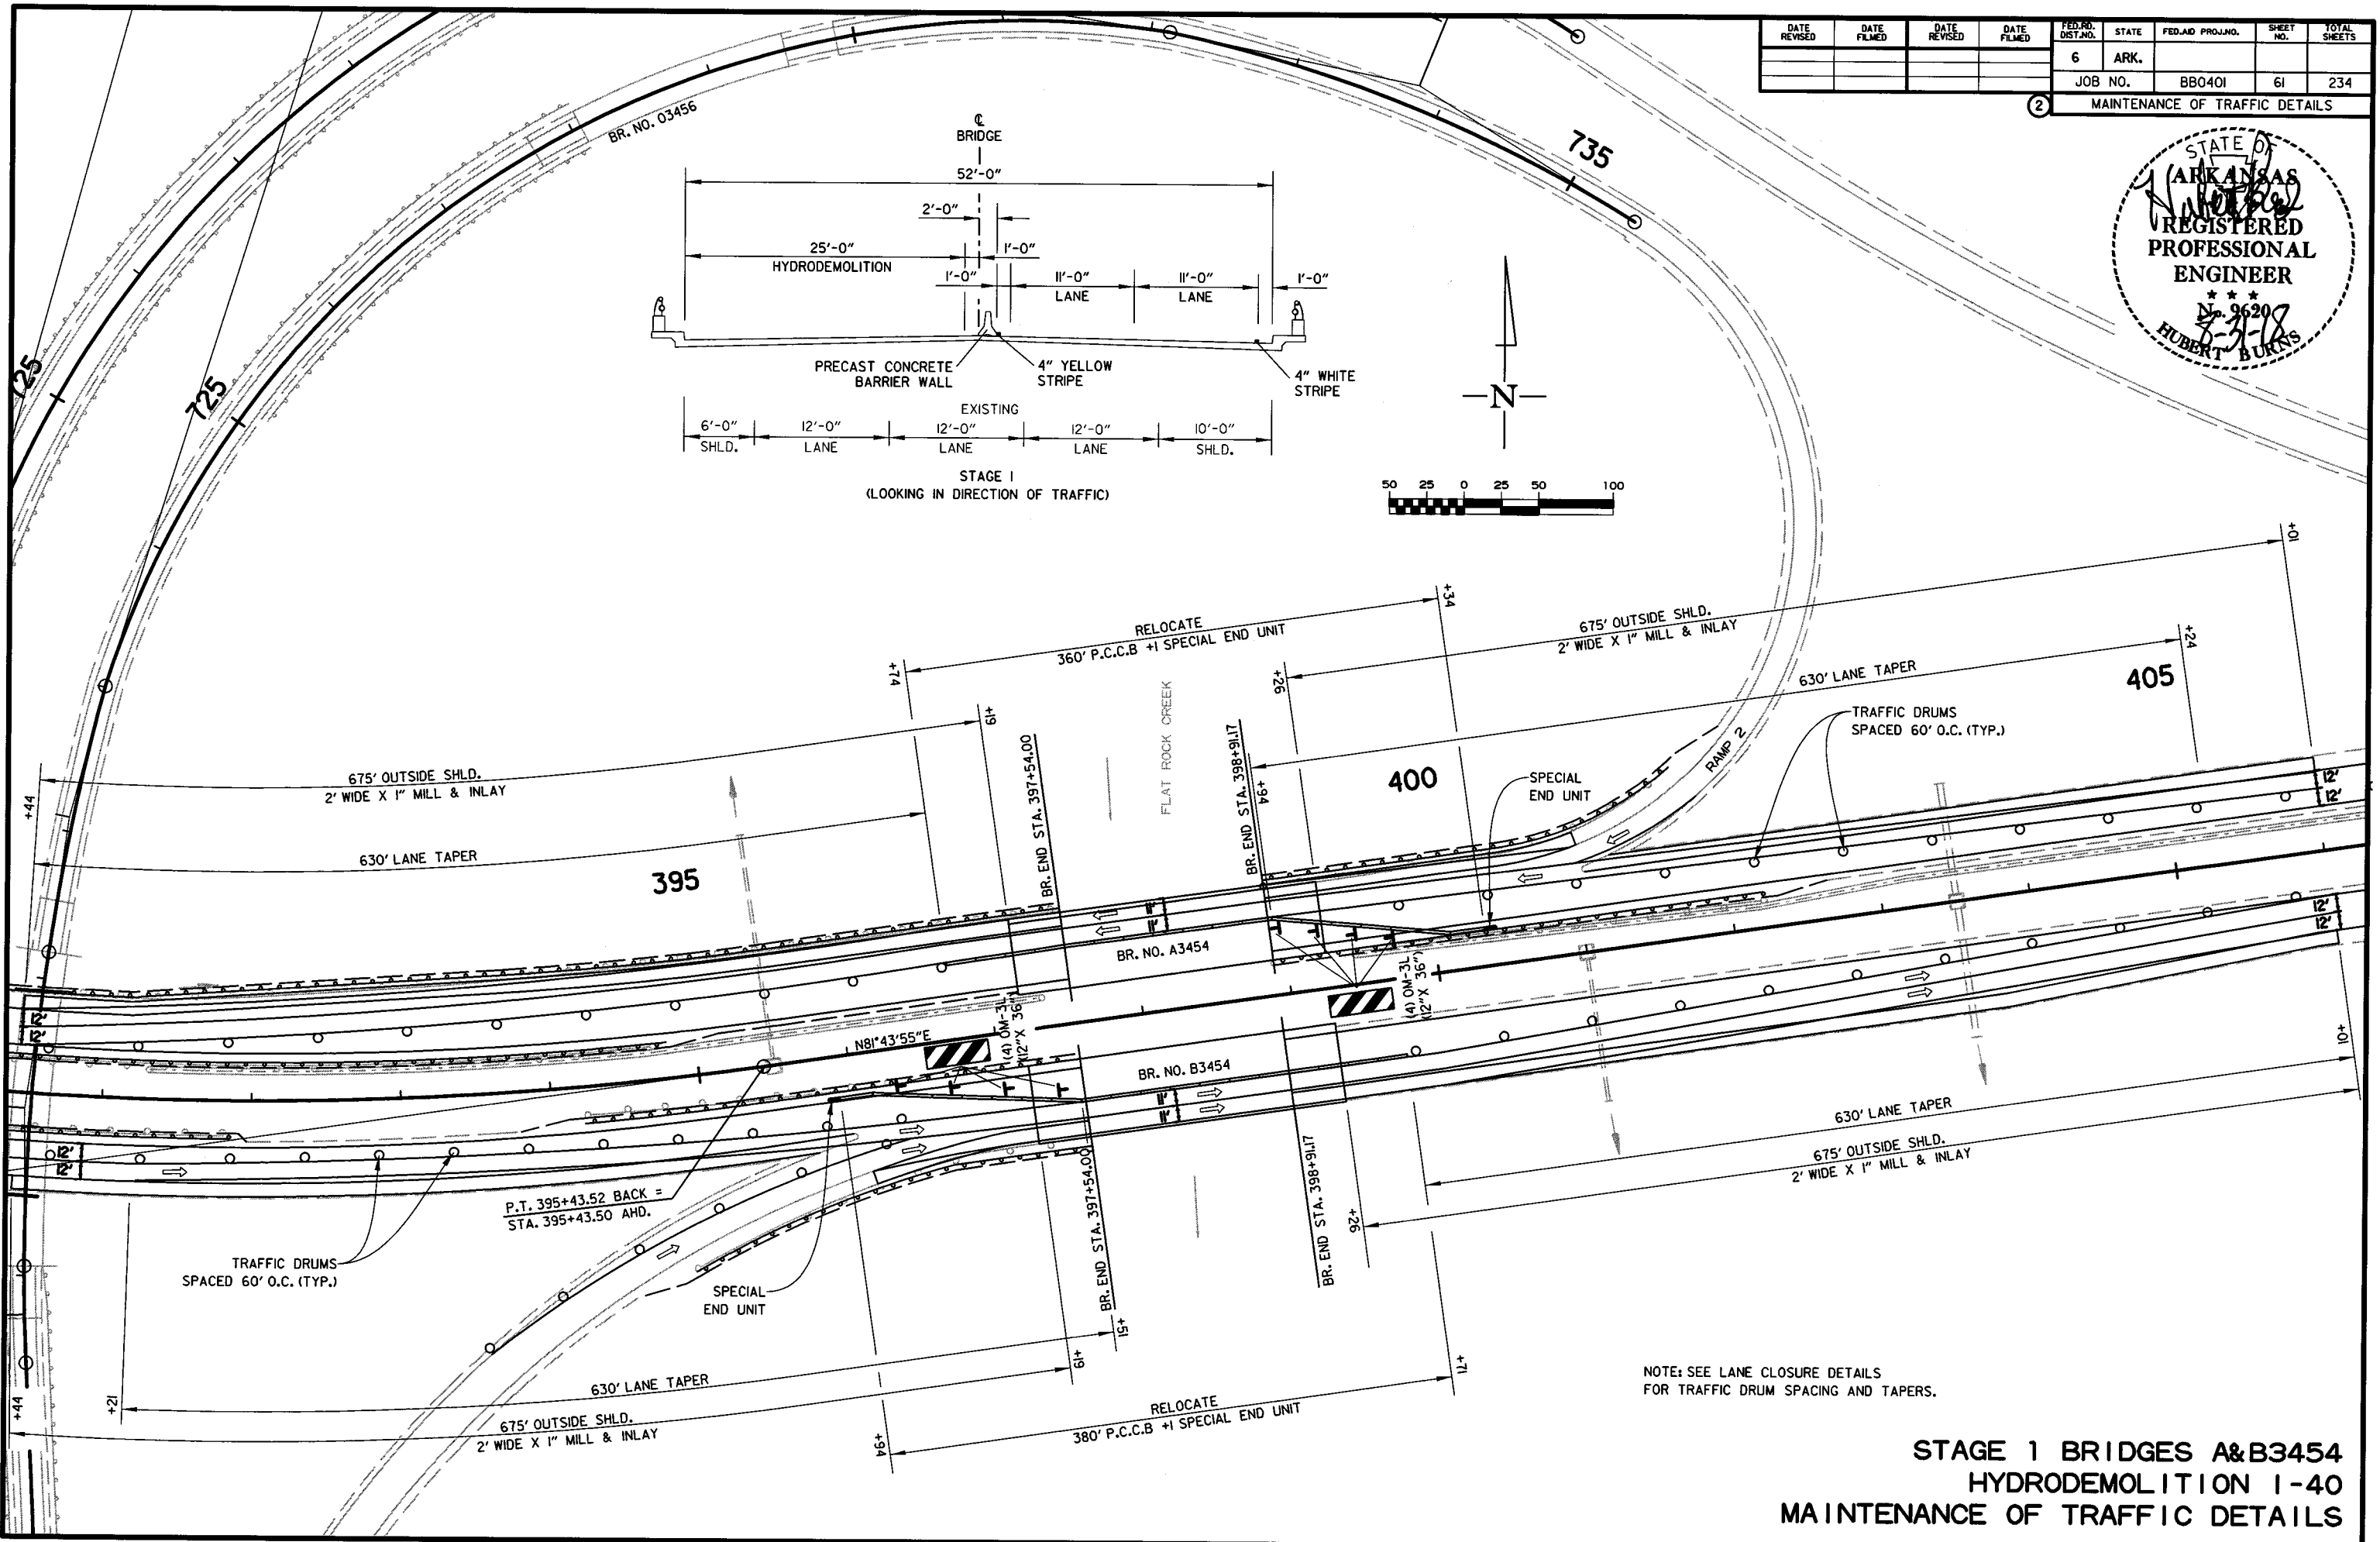 DATE REVISED
DATE FILMED
DATE REVISED
DATE FILMED
FED.RD. DIST.NO.
STATE
FED.AID PROJ.NO.
SHEET NO.
TOTAL SHEETS
6
ARK.
JOB NO.
BB0401
61
234
2
MAINTENANCE OF TRAFFIC DETAILS
STATE OF
ARKANSAS
REGISTERED
PROFESSIONAL
ENGINEER
* * *
No. 9620
8-31-18
HUBERT BURNS
BR. NO. 03456
735
725
725
℄
BRIDGE
52'-0"
2'-0"
25'-0"
HYDRODEMOLITION
1'-0"
1'-0"
11'-0"
LANE
11'-0"
LANE
1'-0"
PRECAST CONCRETE
BARRIER WALL
4" YELLOW
STRIPE
4" WHITE
STRIPE
EXISTING
6'-0"
SHLD.
12'-0"
LANE
12'-0"
LANE
12'-0"
LANE
10'-0"
SHLD.
STAGE 1
(LOOKING IN DIRECTION OF TRAFFIC)
N
50 25 0 25 50 100
+01
+34
RELOCATE
360' P.C.C.B +1 SPECIAL END UNIT
+74
675' OUTSIDE SHLD.
2' WIDE X 1" MILL & INLAY
+26
+24
630' LANE TAPER
+94
405
TRAFFIC DRUMS
SPACED 60' O.C. (TYP.)
RAMP 2
+19
675' OUTSIDE SHLD.
2' WIDE X 1" MILL & INLAY
+44
630' LANE TAPER
395
BR. END STA. 397+54.00
FLAT ROCK CREEK
BR. END STA. 398+91.17
400
SPECIAL
END UNIT
12'
12'
11'
11'
BR. NO. A3454
12'
12'
(4) OM-3L
(12"X 36")
N81°43'55"E
(4) OM-3L
(12"X 36")
BR. NO. B3454
12'
12'
11'
11'
12'
12'
P.T. 395+43.52 BACK =
STA. 395+43.50 AHD.
TRAFFIC DRUMS
SPACED 60' O.C. (TYP.)
SPECIAL
END UNIT
BR. END STA. 397+54.00
BR. END STA. 398+91.17
+01
630' LANE TAPER
675' OUTSIDE SHLD.
2' WIDE X 1" MILL & INLAY
+26
+71
+51
+19
630' LANE TAPER
+21
+44
675' OUTSIDE SHLD.
2' WIDE X 1" MILL & INLAY
+94
RELOCATE
380' P.C.C.B +1 SPECIAL END UNIT
NOTE: SEE LANE CLOSURE DETAILS
FOR TRAFFIC DRUM SPACING AND TAPERS.
STAGE 1 BRIDGES A&B3454
HYDRODEMOLITION I-40
MAINTENANCE OF TRAFFIC DETAILS